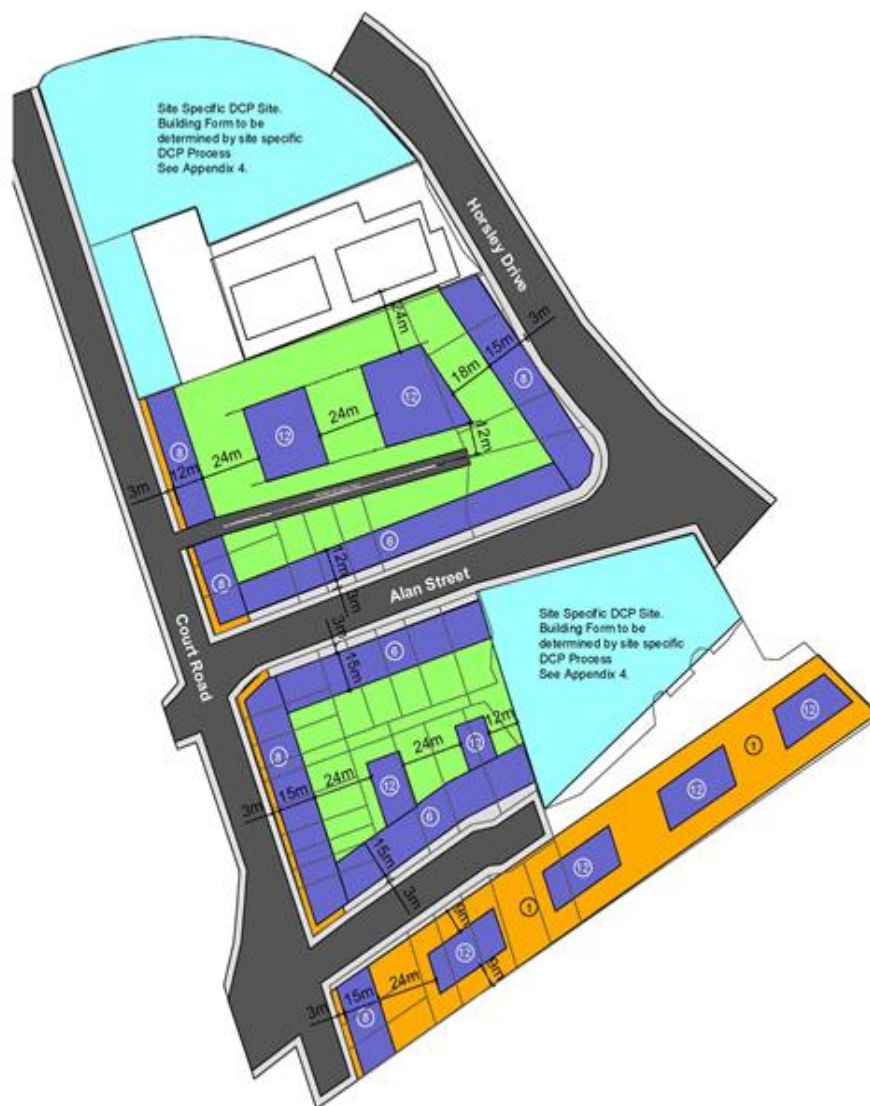 Site Specific DCP Site.
Building Form to be
determined by site specific
DCP Process
See Appendix 4.
Horsley Drive
24m
3m
15m
18m
8
12
24m
12
8
24m
12m
3m
12m
6
8
12m
3m
Alan Street
Court Road
3m
15m
6
Site Specific DCP Site.
Building Form to be
determined by site specific
DCP Process
See Appendix 4.
8
12m
24m
12
24m
12
15m
3m
6
15m
3m
12
1
12
12
1
9m
12
9m
24m
15m
3m
8